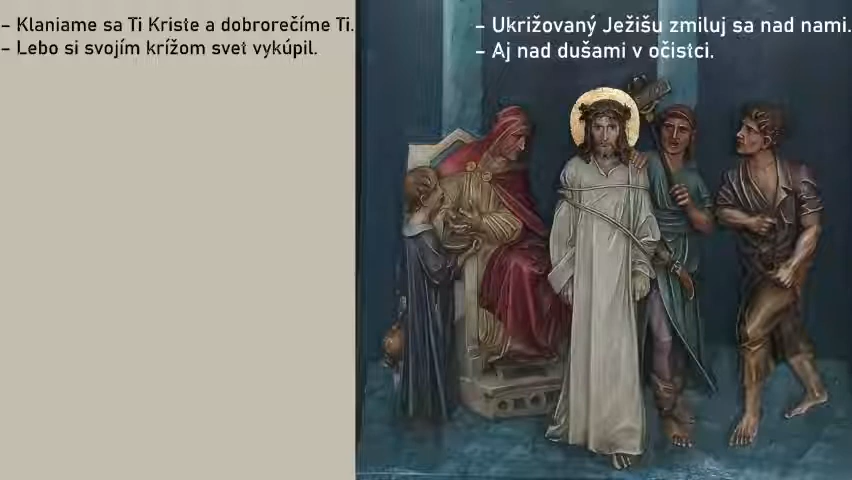 – Klaniame sa Ti Kriste a dobrorečíme Ti.
– Lebo si svojím krížom svet vykúpil.
– Ukrižovaný Ježišu zmiluj sa nad nami.
– Aj nad dušami v očistci.